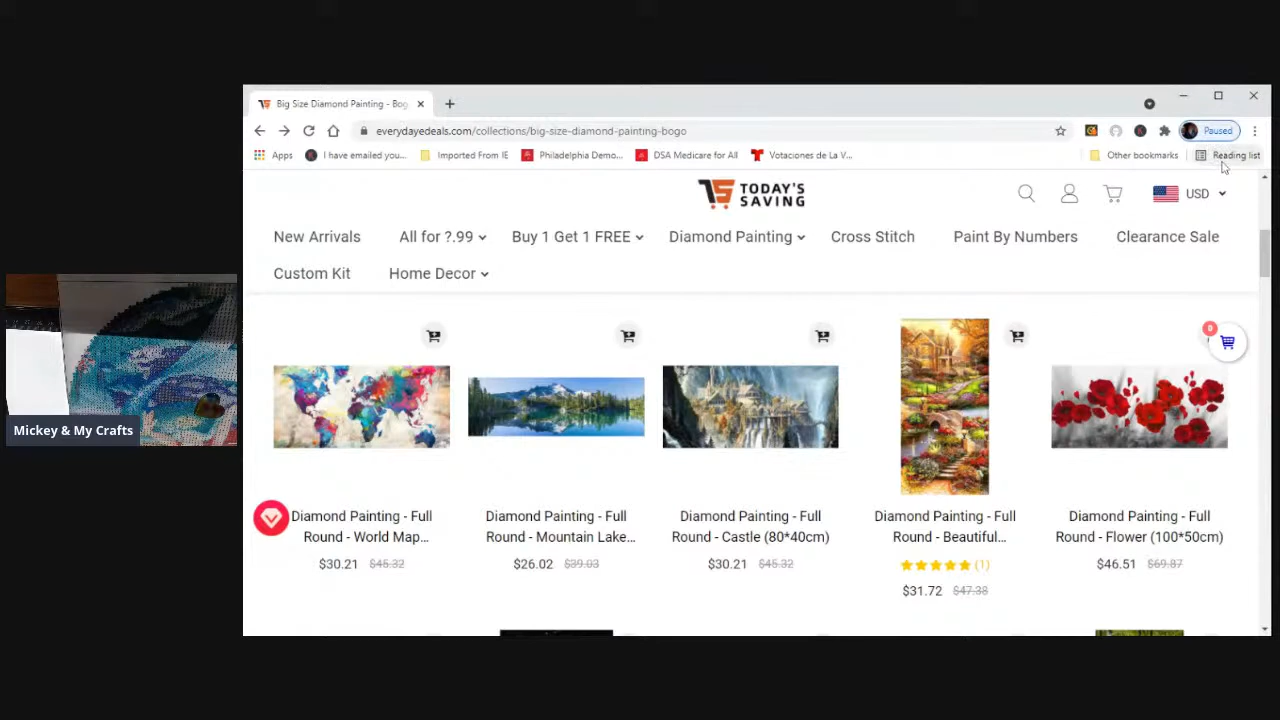 Big Size Diamond Painting - Bog
everydayedeals.com/collections/big-size-diamond-painting-bogo
Paused
Apps
I have emailed you...
Imported From IE
Philadelphia Demo...
DSA Medicare for All
Votaciones de La V...
Other bookmarks
Reading list
TODAY'S
SAVING
USD
New Arrivals
All for ?.99
Buy 1 Get 1 FREE
Diamond Painting
Cross Stitch
Paint By Numbers
Clearance Sale
Custom Kit
Home Decor
0
Mickey & My Crafts
Diamond Painting - Full
Round - World Map...
$30.21 $45.32
Diamond Painting - Full
Round - Mountain Lake...
$26.02 $39.03
Diamond Painting - Full
Round - Castle (80*40cm)
$30.21 $45.32
Diamond Painting - Full
Round - Beautiful...
(1)
$31.72 $47.38
Diamond Painting - Full
Round - Flower (100*50cm)
$46.51 $69.87